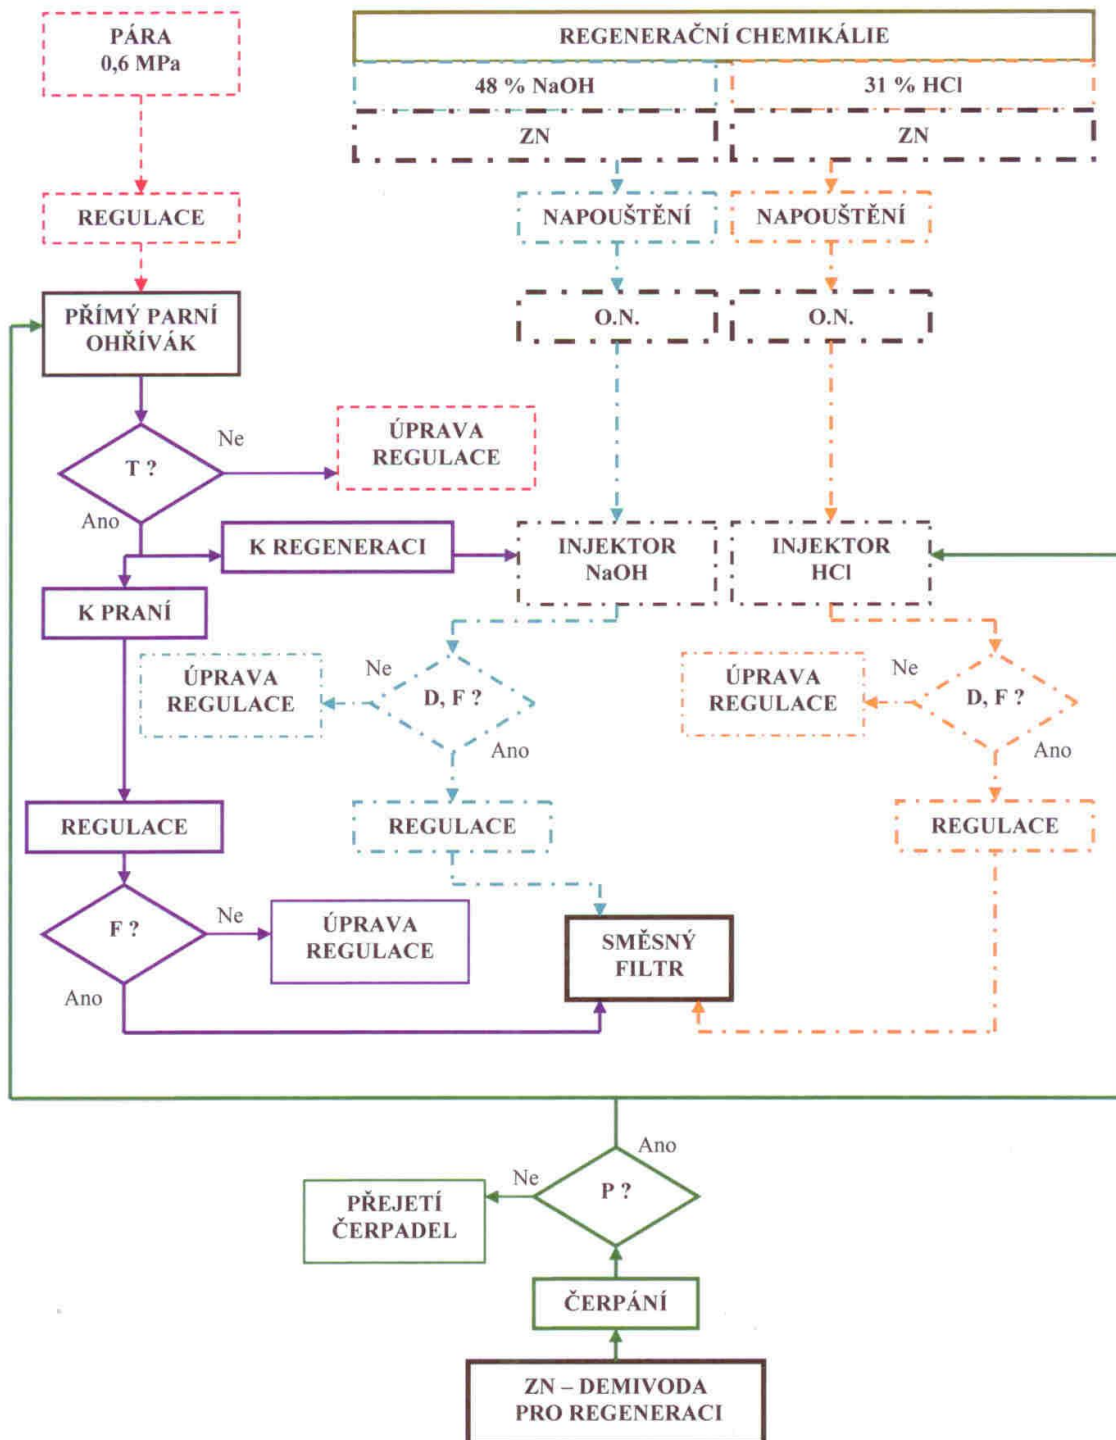 PÁRA
0,6 MPa
REGENERAČNÍ CHEMIKÁLIE
48 % NaOH
31 % HCl
ZN
ZN
REGULACE
NAPOUŠTĚNÍ
NAPOUŠTĚNÍ
PŘÍMÝ PARNÍ
OHŘÍVÁK
O.N.
O.N.
T ?
Ne
ÚPRAVA
REGULACE
Ano
K REGENERACI
INJEKTOR
NaOH
INJEKTOR
HCl
K PRANÍ
ÚPRAVA
REGULACE
Ne
D, F ?
Ano
ÚPRAVA
REGULACE
Ne
D, F ?
Ano
REGULACE
REGULACE
REGULACE
F ?
Ne
ÚPRAVA
REGULACE
Ano
SMĚSNÝ
FILTR
Ano
Ne
P ?
PŘEJETÍ
ČERPADEL
ČERPÁNÍ
ZN – DEMIVODA
PRO REGENERACI